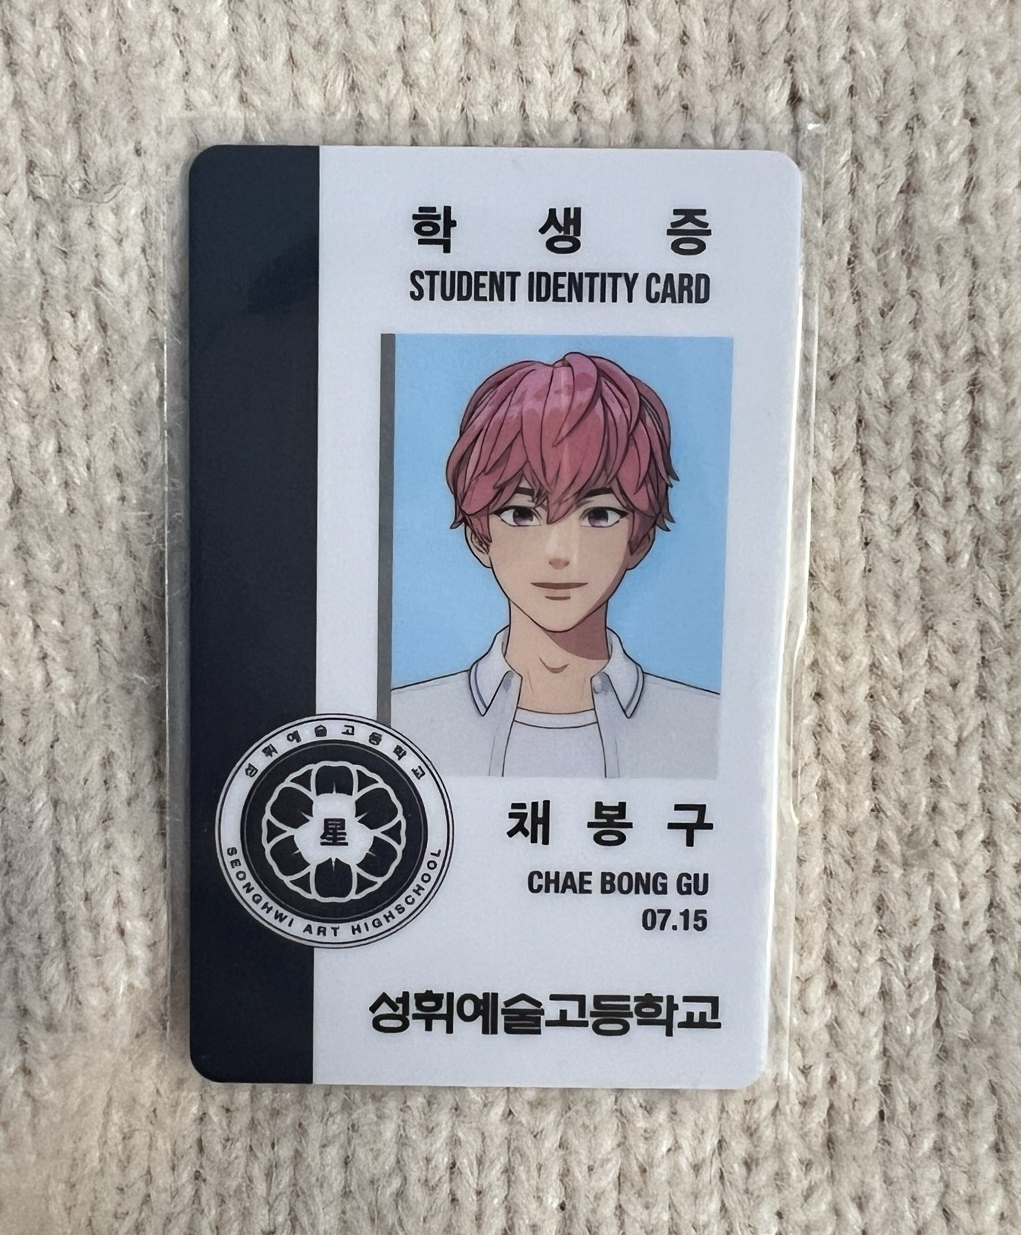 학 생 증
STUDENT IDENTITY CARD
성휘예술고등학교
星
SEONGHWI ART HIGHSCHOOL
채 봉 구
CHAE BONG GU
07.15
성휘예술고등학교